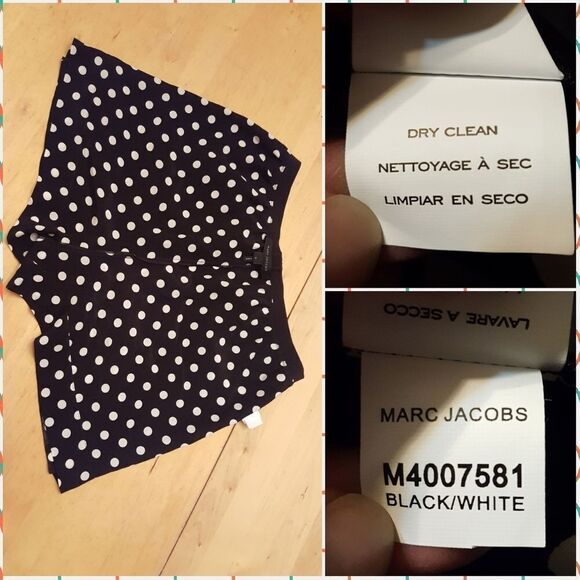 DRY CLEAN
NETTOYAGE À SEC
LIMPIAR EN SECO
LAVARE A SECCO
MARC JACOBS
M4007581
BLACK/WHITE